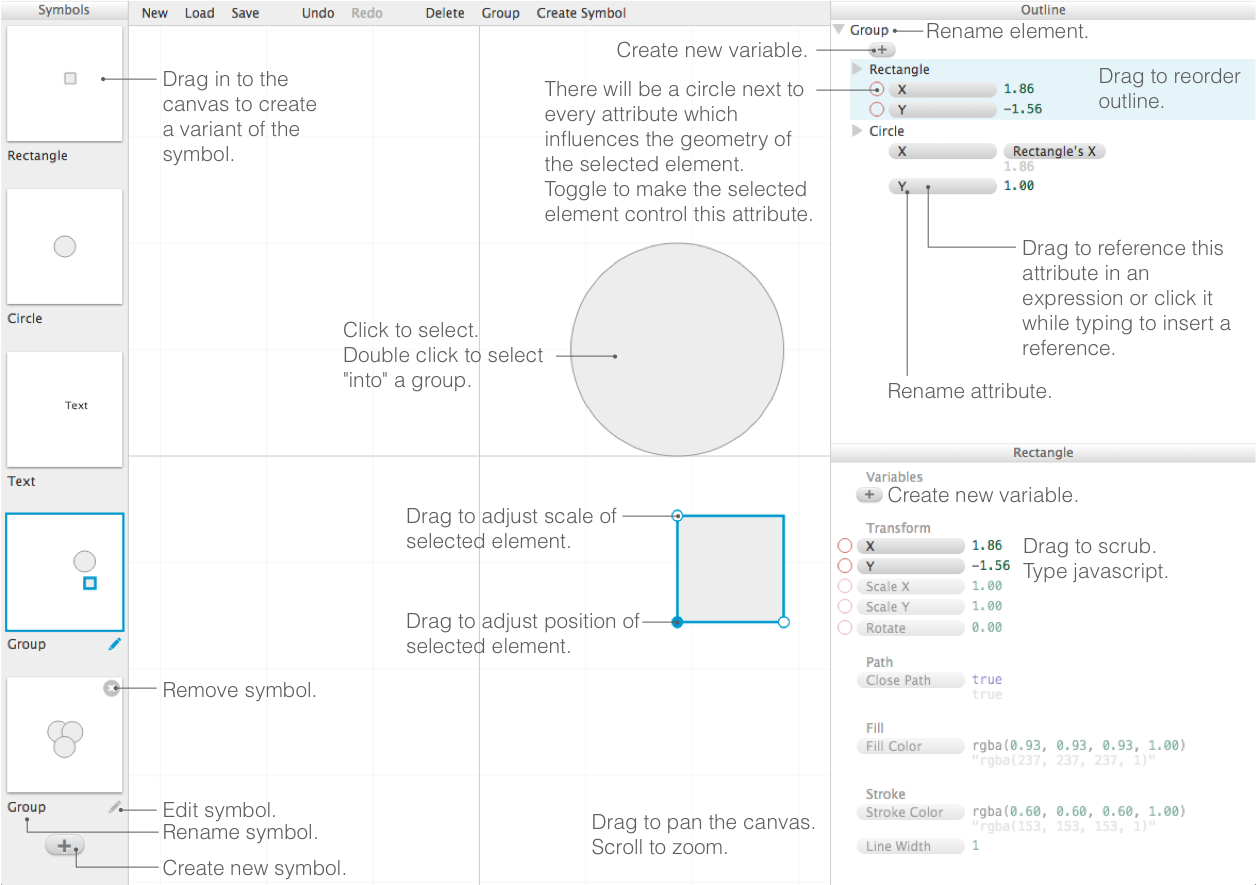 Symbols
New Load Save Undo Redo Delete Group Create Symbol
Outline
Drag in to the
canvas to create
a variant of the
symbol.
Rectangle
Circle
Text
Text
Group
Remove symbol.
Group
Edit symbol.
Rename symbol.
Create new symbol.
Create new variable.
There will be a circle next to
every attribute which
influences the geometry of
the selected element.
Toggle to make the selected
element control this attribute.
Click to select.
Double click to select
"into" a group.
Drag to adjust scale of
selected element.
Drag to adjust position of
selected element.
Drag to pan the canvas.
Scroll to zoom.
Group Rename element.
Rectangle
X 1.86
Y -1.56
Drag to reorder
outline.
Circle
X Rectangle's X
1.86
Y 1.00
Drag to reference this
attribute in an
expression or click it
while typing to insert a
reference.
Rename attribute.
Rectangle
Variables
Create new variable.
Transform
X 1.86
Y -1.56
Drag to scrub.
Type javascript.
Scale X 1.00
Scale Y 1.00
Rotate 0.00
Path
Close Path true
true
Fill
Fill Color rgba(0.93, 0.93, 0.93, 1.00)
"rgba(237, 237, 237, 1)"
Stroke
Stroke Color rgba(0.60, 0.60, 0.60, 1.00)
"rgba(153, 153, 153, 1)"
Line Width 1